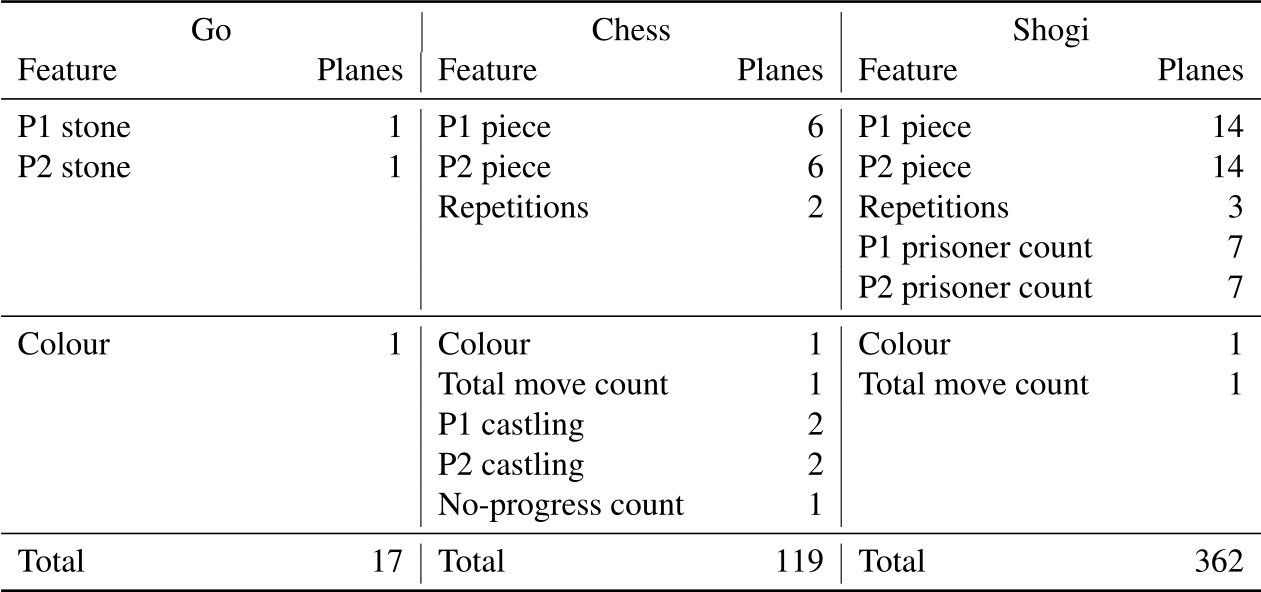 Go Chess Shogi
Feature Planes Feature Planes Feature Planes
P1 stone 1 P1 piece 6 P1 piece 14
P2 stone 1 P2 piece 6 P2 piece 14
Repetitions 2 Repetitions 3
P1 prisoner count 7
P2 prisoner count 7
Colour 1 Colour 1 Colour 1
Total move count 1 Total move count 1
P1 castling 2
P2 castling 2
No-progress count 1
Total 17 Total 119 Total 362